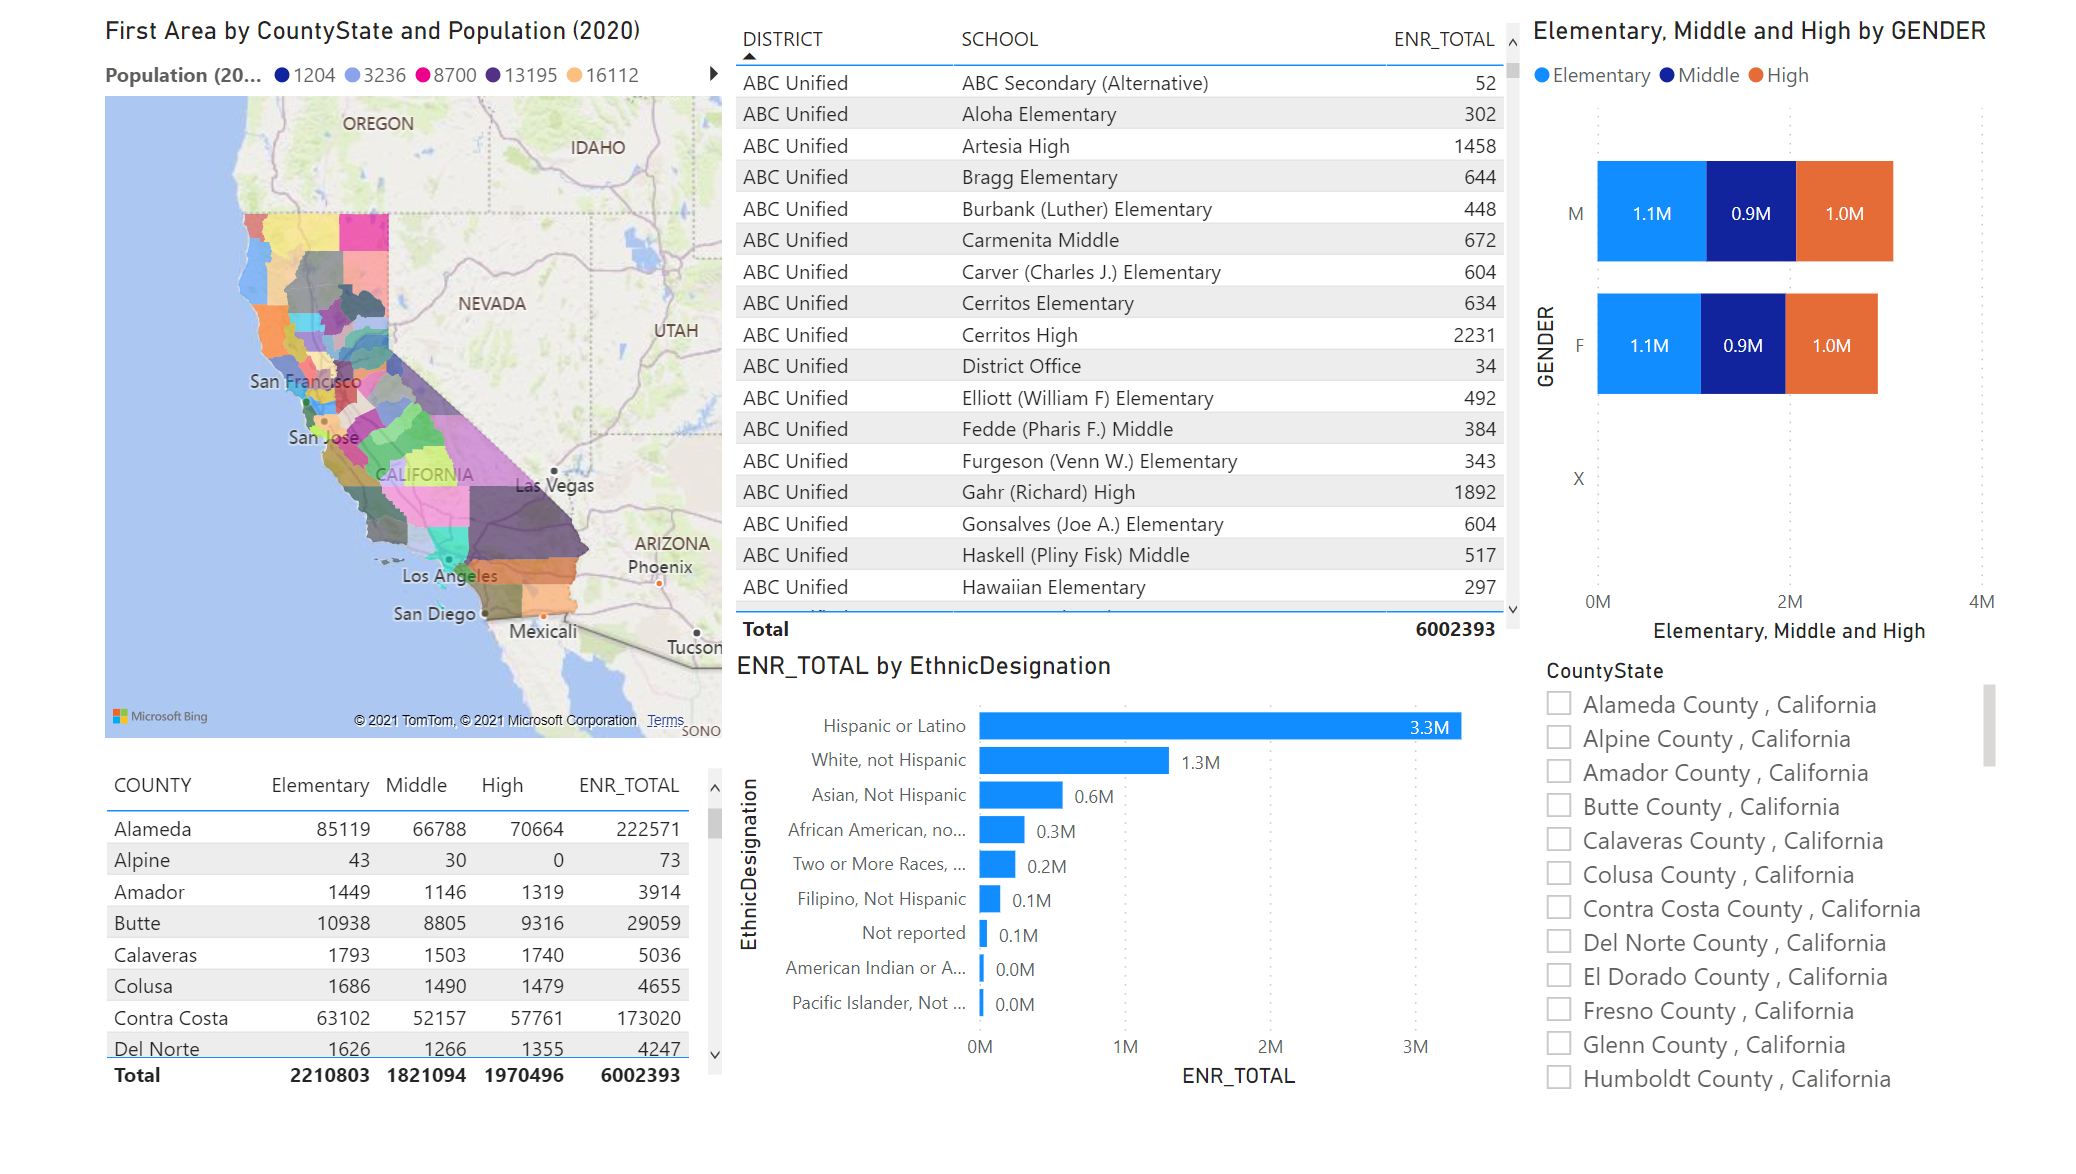 First Area by CountyState and Population (2020)
Population (20... 1204 3236 8700 13195 16112
OREGON
IDAHO
NEVADA
UTAH
San Francisco
San Jose
CALIFORNIA
Las Vegas
ARIZONA
Phoenix
Los Angeles
San Diego
Mexicali
Tucson
Microsoft Bing
© 2021 TomTom, © 2021 Microsoft Corporation Terms
SONO
COUNTY Elementary Middle High ENR_TOTAL
Alameda 85119 66788 70664 222571
Alpine 43 30 0 73
Amador 1449 1146 1319 3914
Butte 10938 8805 9316 29059
Calaveras 1793 1503 1740 5036
Colusa 1686 1490 1479 4655
Contra Costa 63102 52157 57761 173020
Del Norte 1626 1266 1355 4247
Total 2210803 1821094 1970496 6002393
DISTRICT SCHOOL ENR_TOTAL
ABC Unified ABC Secondary (Alternative) 52
ABC Unified Aloha Elementary 302
ABC Unified Artesia High 1458
ABC Unified Bragg Elementary 644
ABC Unified Burbank (Luther) Elementary 448
ABC Unified Carmenita Middle 672
ABC Unified Carver (Charles J.) Elementary 604
ABC Unified Cerritos Elementary 634
ABC Unified Cerritos High 2231
ABC Unified District Office 34
ABC Unified Elliott (William F) Elementary 492
ABC Unified Fedde (Pharis F.) Middle 384
ABC Unified Furgeson (Venn W.) Elementary 343
ABC Unified Gahr (Richard) High 1892
ABC Unified Gonsalves (Joe A.) Elementary 604
ABC Unified Haskell (Pliny Fisk) Middle 517
ABC Unified Hawaiian Elementary 297
Total 6002393
ENR_TOTAL by EthnicDesignation
EthnicDesignation
Hispanic or Latino 3.3M
White, not Hispanic 1.3M
Asian, Not Hispanic 0.6M
African American, no... 0.3M
Two or More Races, ... 0.2M
Filipino, Not Hispanic 0.1M
Not reported 0.1M
American Indian or A... 0.0M
Pacific Islander, Not ... 0.0M
0M 1M 2M 3M
ENR_TOTAL
Elementary, Middle and High by GENDER
Elementary Middle High
GENDER
M 1.1M 0.9M 1.0M
F 1.1M 0.9M 1.0M
X
0M 2M 4M
Elementary, Middle and High
CountyState
Alameda County , California
Alpine County , California
Amador County , California
Butte County , California
Calaveras County , California
Colusa County , California
Contra Costa County , California
Del Norte County , California
El Dorado County , California
Fresno County , California
Glenn County , California
Humboldt County , California